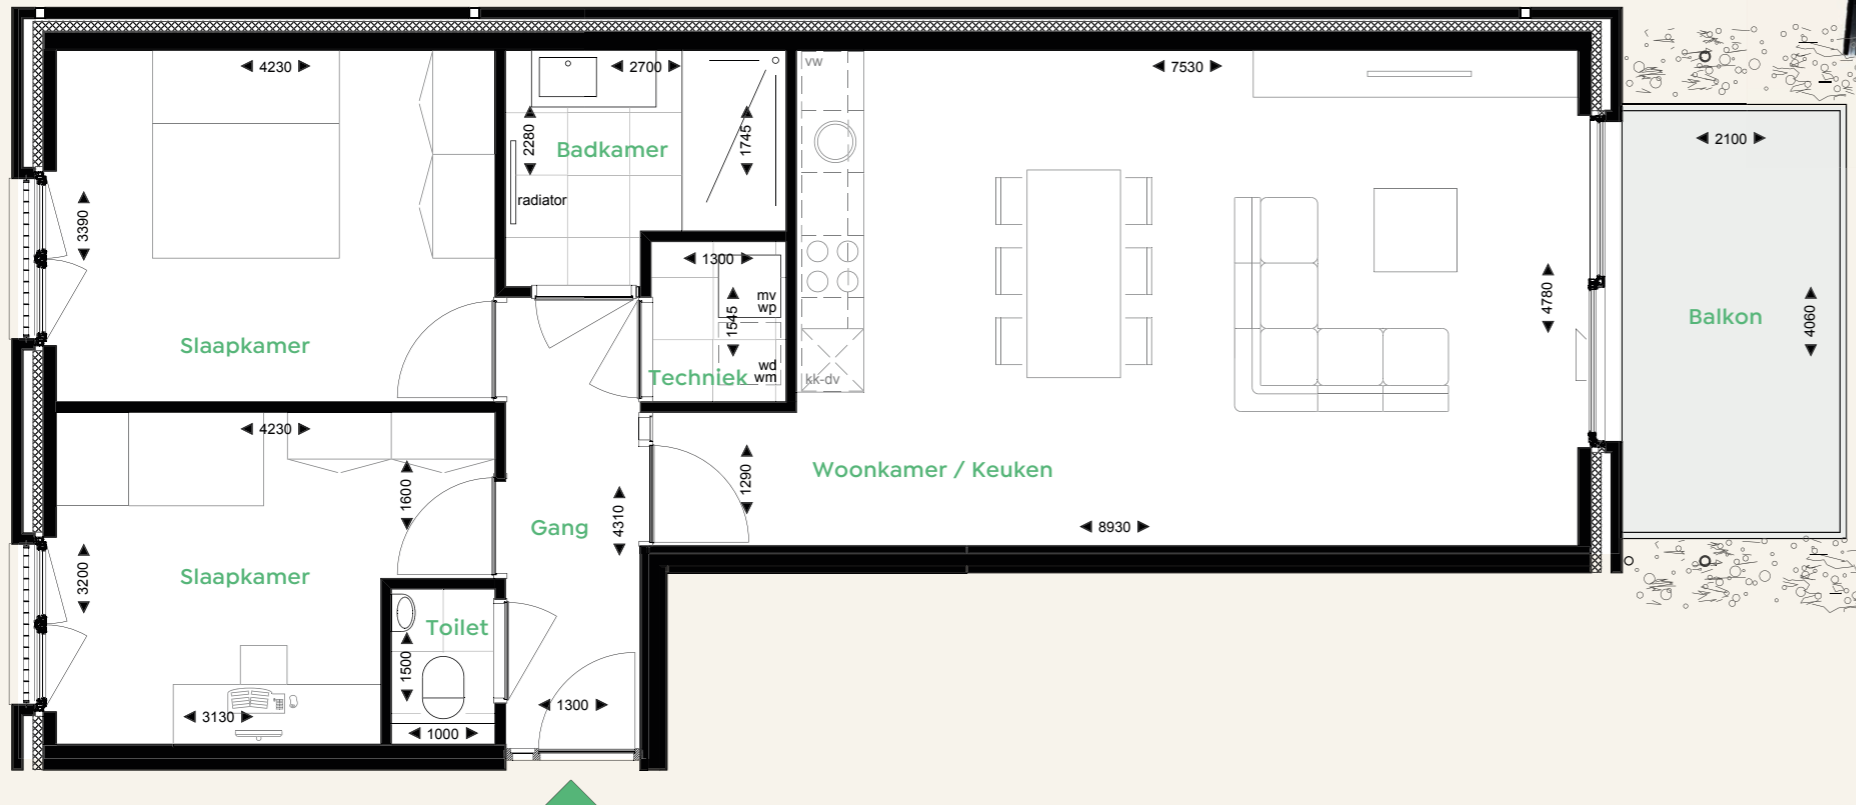 4230
2700
vw
7530
2280
Badkamer
1745
2100
radiator
3390
1300
mv
wp
1545
4780
Balkon
4060
Slaapkamer
wd
Techniek
wm
kk-dv
4230
1600
1290
Woonkamer / Keuken
4310
Gang
8930
3200
Slaapkamer
Toilet
1500
3130
1300
1000